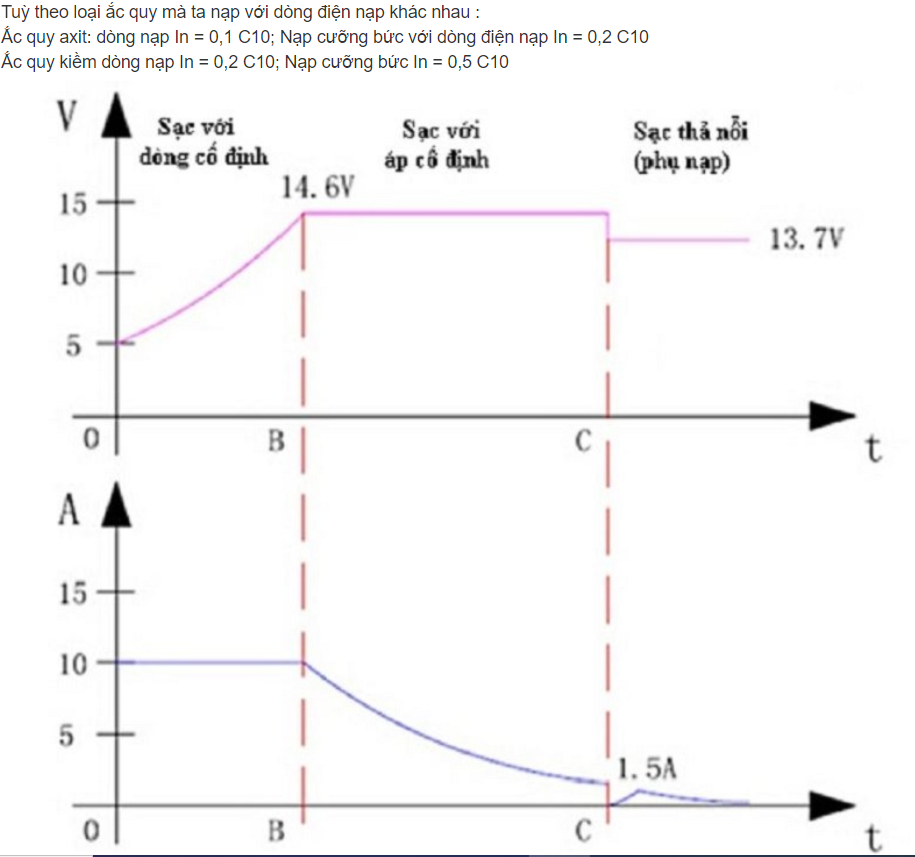 Tuỳ theo loại ắc quy mà ta nạp với dòng điện nạp khác nhau :
Ắc quy axit: dòng nạp In = 0,1 C10; Nạp cưỡng bức với dòng điện nạp In = 0,2 C10
Ắc quy kiềm dòng nạp In = 0,2 C10; Nạp cưỡng bức In = 0,5 C10
V
Sạc với
dòng cố định
Sạc với
áp cố định
Sạc thả nỗi
(phụ nạp)
14.6V
15
13.7V
10
5
0
B
C
t
A
15
10
5
1.5A
0
B
C
t